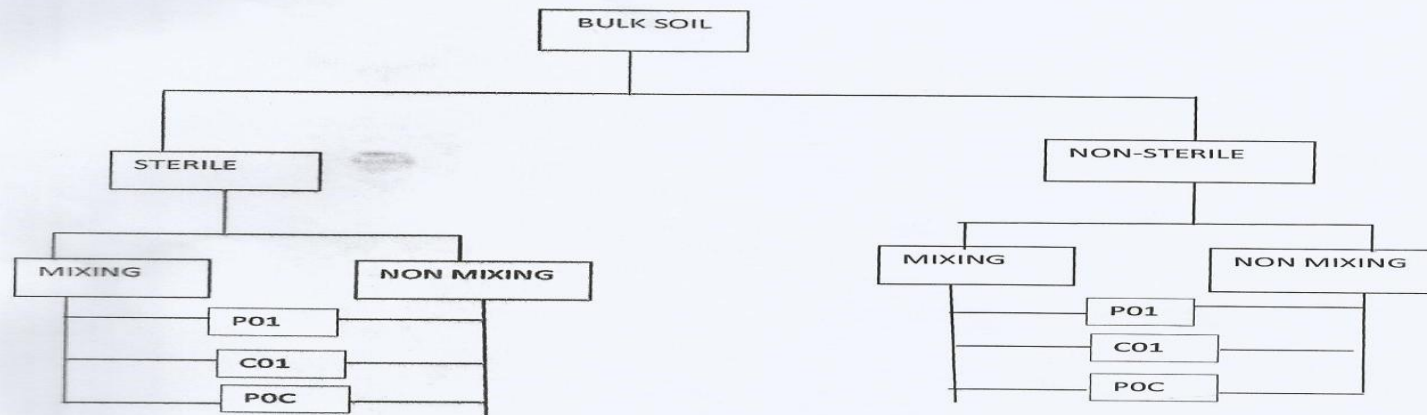 BULK SOIL
STERILE
NON-STERILE
MIXING
NON MIXING
MIXING
NON MIXING
P01
C01
P0C
P01
C01
P0C